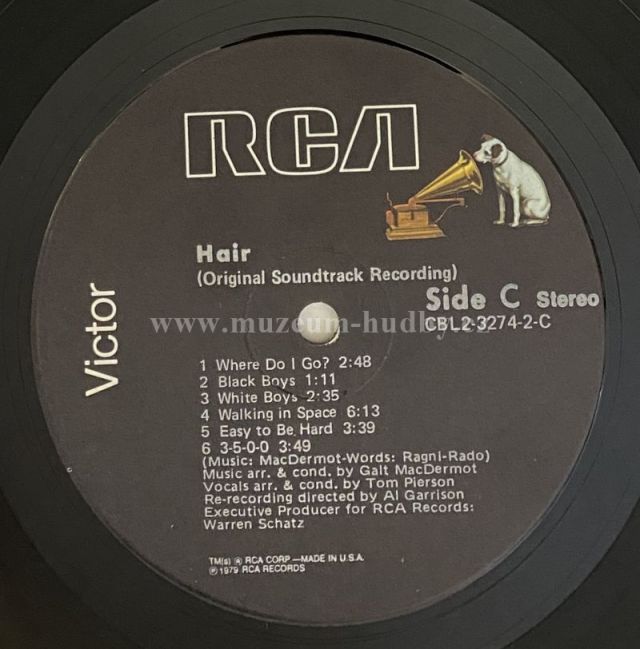 RCA
Victor
Hair
(Original Soundtrack Recording)
Side C Stereo
CBL2-3274-2-C
www.muzeum-hudby.cz
1 Where Do I Go? 2:48
2 Black Boys 1:11
3 White Boys 2:35
4 Walking in Space 6:13
5 Easy to Be Hard 3:39
6 3-5-0-0 3:49
(Music: MacDermot-Words: Ragni-Rado)
Music arr. & cond. by Galt MacDermot
Vocals arr. & cond. by Tom Pierson
Re-recording directed by Al Garrison
Executive Producer for RCA Records:
Warren Schatz
TM(s) ® RCA CORP.—MADE IN U.S.A.
℗ 1979 RCA RECORDS